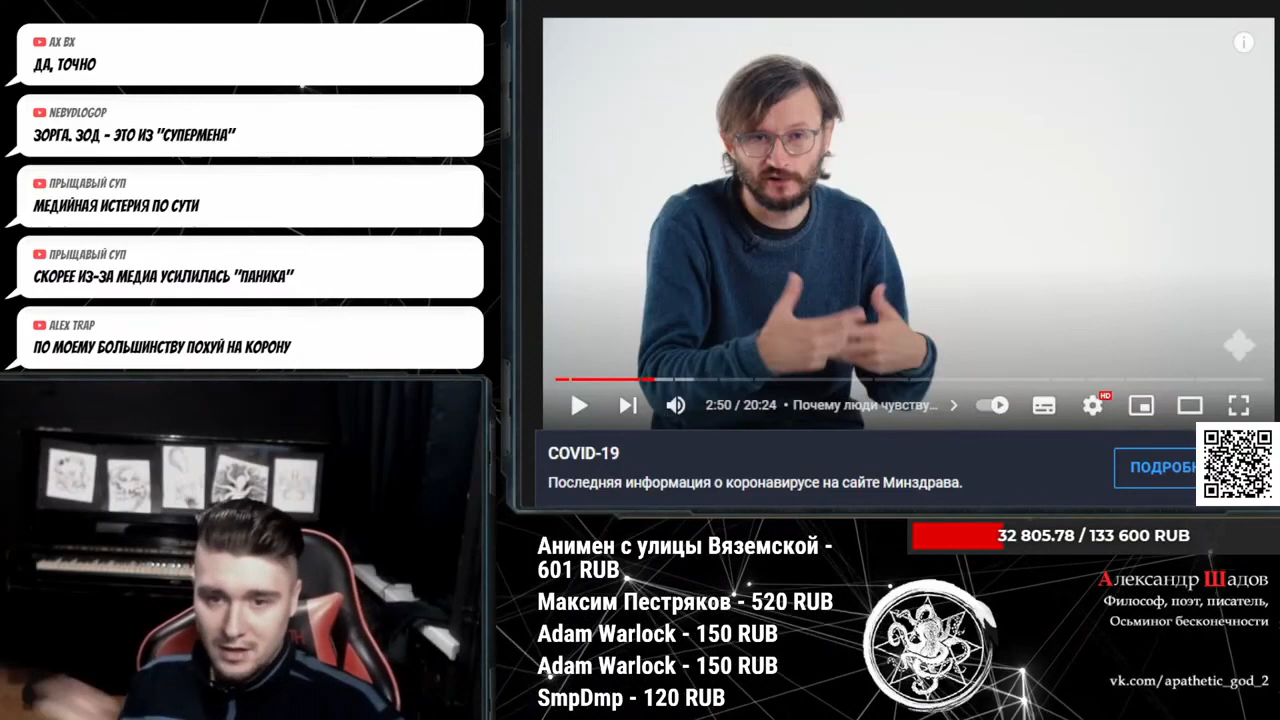 AX BX
ДА, ТОЧНО
NEBYDLOGOP
ЗОРГА. ЗОД - ЭТО ИЗ "СУПЕРМЕНА"
ПРЫЩАВЫЙ СУП
МЕДИЙНАЯ ИСТЕРИЯ ПО СУТИ
ПРЫЩАВЫЙ СУП
СКОРЕЕ ИЗ-ЗА МЕДИА УСИЛИЛАСЬ "ПАНИКА"
ALEX TRAP
ПО МОЕМУ БОЛЬШИНСТВУ ПОХУЙ НА КОРОНУ
2:50 / 20:24 • Почему люди чувству...
HD
COVID-19
Последняя информация о коронавирусе на сайте Минздрава.
ПОДРОБН
32 805.78 / 133 600 RUB
Анимен с улицы Вяземской -
601 RUB
Максим Пестряков - 520 RUB
Adam Warlock - 150 RUB
Adam Warlock - 150 RUB
SmpDmp - 120 RUB
Александр Шадов
Философ, поэт, писатель,
Осьминог бесконечности
vk.com/apathetic_god_2